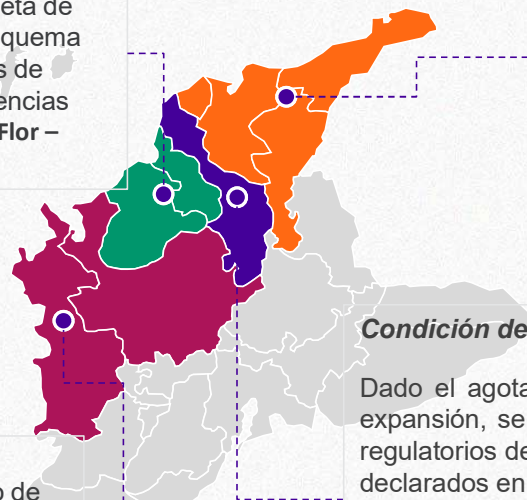 eta de
quema
s de
encias
Flor –
Condición de
Dado el agota
expansión, se
regulatorios de
declarados en
o de